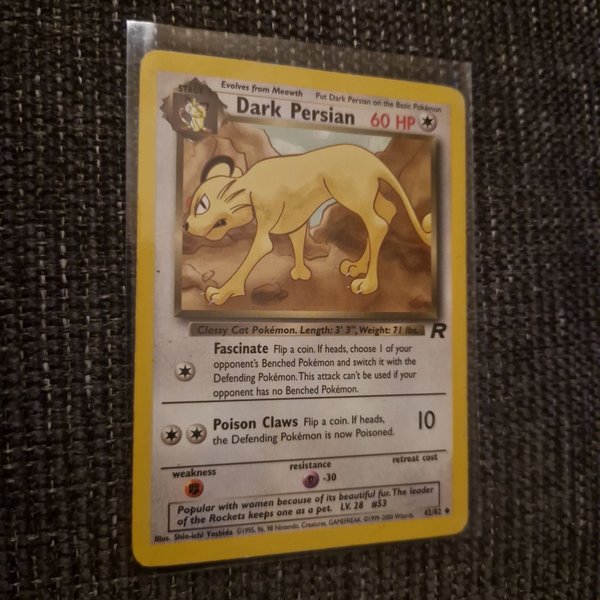 STAGE 1
Evolves from Meowth Put Dark Persian on the Basic Pokémon
Dark Persian 60 HP
Classy Cat Pokémon. Length: 3' 3", Weight: 71 lbs.
R
Fascinate Flip a coin. If heads, choose 1 of your
opponent's Benched Pokémon and switch it with the
Defending Pokémon. This attack can't be used if your
opponent has no Benched Pokémon.
Poison Claws Flip a coin. If heads, 10
the Defending Pokémon is now Poisoned.
weakness resistance retreat cost
-30
Popular with women because of its beautiful fur. The leader
of the Rockets keeps one as a pet. LV. 28 #53
Illus. Shin-ichi Yoshida ©1995, 96, 98 Nintendo, Creatures, GAMEFREAK. ©1999-2000 Wizards. 42/82